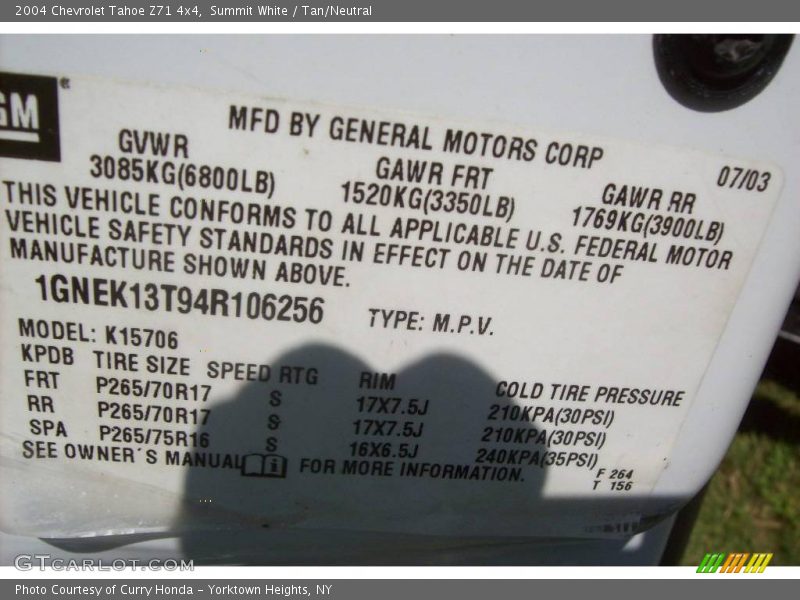 2004 Chevrolet Tahoe Z71 4x4, Summit White / Tan/Neutral
GM
®
MFD BY GENERAL MOTORS CORP
07/03
GVWR GAWR FRT GAWR RR
3085KG(6800LB) 1520KG(3350LB) 1769KG(3900LB)
THIS VEHICLE CONFORMS TO ALL APPLICABLE U.S. FEDERAL MOTOR
VEHICLE SAFETY STANDARDS IN EFFECT ON THE DATE OF
MANUFACTURE SHOWN ABOVE.
1GNEK13T94R106256 TYPE: M.P.V.
MODEL: K15706
KPDB TIRE SIZE SPEED RTG RIM COLD TIRE PRESSURE
FRT P265/70R17 S 17X7.5J 210KPA(30PSI)
RR P265/70R17 S 17X7.5J 210KPA(30PSI)
SPA P265/75R16 S 16X6.5J 240KPA(35PSI)
SEE OWNER'S MANUAL i FOR MORE INFORMATION.
F 264
T 156
GTCARLOT.COM
Photo Courtesy of Curry Honda - Yorktown Heights, NY